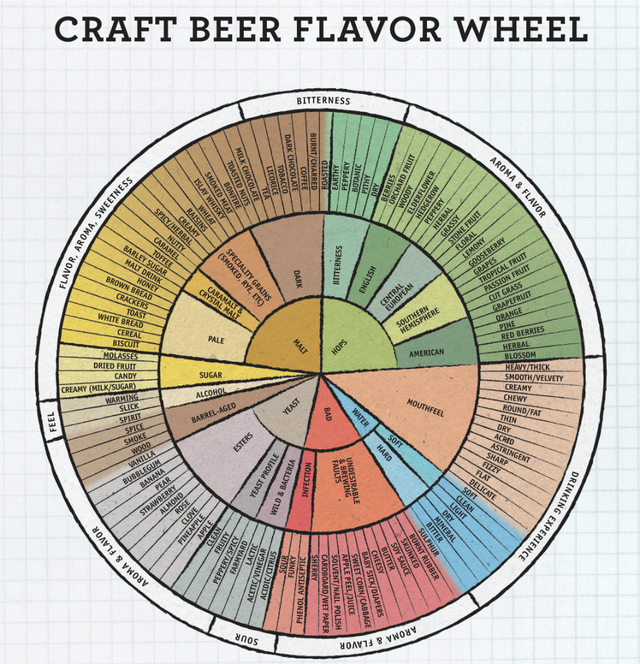 CRAFT BEER FLAVOR WHEEL
BITTERNESS
AROMA & FLAVOR
DRINKING EXPERIENCE
AROMA & FLAVOR
SOUR
AROMA & FLAVOR
FEEL
FLAVOR, AROMA, SWEETNESS
MALT
HOPS
MOUTHFEEL
WATER
BAD
YEAST
BARREL-AGED
ALCOHOL
SUGAR
PALE
CARAMALT &
CRYSTAL MALT
SPECIALITY GRAINS
(SMOKED, RYE, ETC)
DARK
BITTERNESS
ENGLISH
CENTRAL
EUROPEAN
SOUTHERN
HEMISPHERE
AMERICAN
SOFT
HARD
UNDESIRABLE
& BREWING
FAULTS
INFECTION
WILD & BACTERIA
YEAST PROFILE
ESTERS
ROASTED
EARTHY
PEPPERY
BOTANIC
PITHY
DRY
BERRIES
ORCHARD FRUIT
WOODY
ELDERFLOWER
HEDGEROW
PEPPERY
HERBAL
GRASSY
STONE FRUIT
FLORAL
LEMONY
GOOSEBERRY
GRAPES
TROPICAL FRUIT
PASSION FRUIT
CUT GRASS
GRAPEFRUIT
ORANGE
PINE
RED BERRIES
HERBAL
BLOSSOM
HEAVY/THICK
SMOOTH/VELVETY
CREAMY
CHEWY
ROUND/FAT
THIN
DRY
ACRID
ASTRINGENT
SHARP
FIZZY
FLAT
DELICATE
SOFT
CLEAN
LIGHT
DRY
MINERAL
BITTER
SULPHUR
BURNT RUBBER
SKUNKED
SOY SAUCE
BUTTER
CHEESY
BABY SICK/DIAPERS
SWEET CORN/CABBAGE
APPLE PEEL/JUICE
SOLVENT/NAIL POLISH
CARDBOARD/WET PAPER
SHERRY
PHENOL ANTISEPTIC
FUNKY
SOUR
ACIDIC/CITRUS
ACETIC/VINEGAR
LACTIC
FARMYARD
PEPPERY/SPICY
FRUITY
CLEAN
APPLE
PINEAPPLE
CLOVE
ROSE
ALMOND
STRAWBERRY
PEAR
BANANA
BUBBLEGUM
VANILLA
WOOD
SMOKE
SPICE
SPIRIT
SLICK
WARMING
CREAMY (MILK/SUGAR)
CANDY
DRIED FRUIT
MOLASSES
BISCUIT
CEREAL
WHITE BREAD
TOAST
CRACKERS
BROWN BREAD
HONEY
MALT DRINK
BARLEY SUGAR
TOFFEE
CARAMEL
NUTTY
SPICY/HERBAL
CREAMY
RAISINS
WHEAT
ISLAY WHISKY
SMOKED MEAT
BONFIRE
TOASTED NUTS
MILK CHOCOLATE
TEA
LICORICE
TOBACCO
DARK CHOCOLATE
COFFEE
BURNT/CHARRED